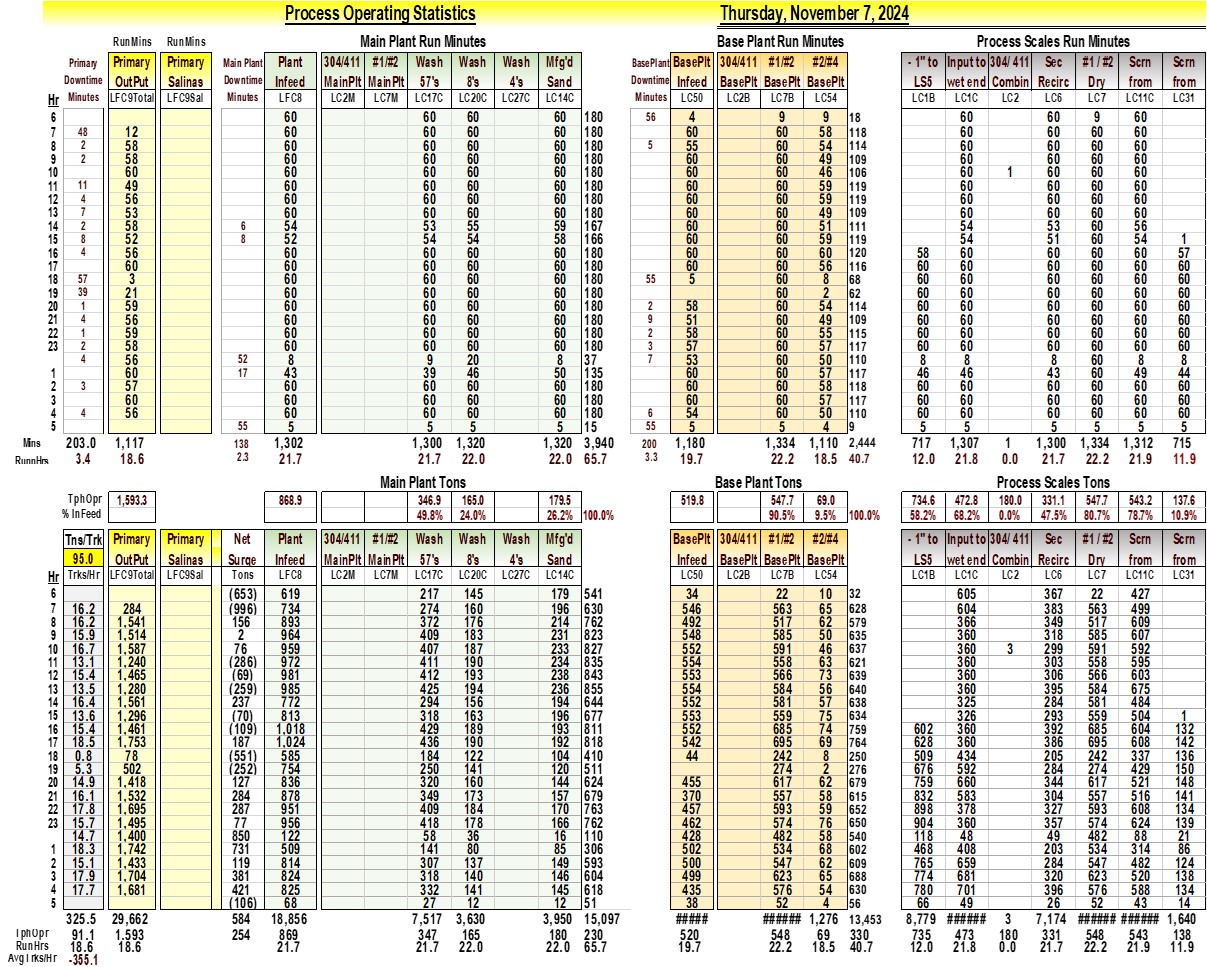 Process Operating Statistics Thursday, November 7, 2024
RunMins RunMins Main Plant Run Minutes Base Plant Run Minutes Process Scales Run Minutes
Primary Primary Primary Main Plant Plant 304/411 #1/#2 Wash Wash Wash Mfg'd BasePlant BasePlt 304/411 #1/#2 #2/#4 - 1" to Input to 304/ 411 Sec #1 / #2 Scrn Scrn
Downtime OutPut Salinas Downtime Infeed MainPlt MainPlt 57's 8's 4's Sand Downtime Infeed BasePlt BasePlt BasePlt LS5 wet end Combin Recirc Dry from from
Hr Minutes LFC9Total LFC9Sal Minutes LFC8 LC2M LC7M LC17C LC20C LC27C LC14C Minutes LC50 LC2B LC7B LC54 LC1B LC1C LC2 LC6 LC7 LC11C LC31
6 60 60 60 60 180 56 4 9 9 18 60 60 9 60
7 48 12 60 60 60 60 180 60 60 58 118 60 60 60 60
8 2 58 60 60 60 60 180 5 55 60 54 114 60 60 60 60
9 2 58 60 60 60 60 180 60 60 49 109 60 60 60 60
10 60 60 60 60 60 180 60 60 46 106 60 1 60 60 60
11 11 49 60 60 60 60 180 60 60 59 119 60 60 60 60
12 4 56 60 60 60 60 180 60 60 59 119 60 60 60 60
13 7 53 60 60 60 60 180 60 60 49 109 60 60 60 60
14 2 58 6 54 53 55 59 167 60 60 51 111 54 53 60 56
15 8 52 8 52 54 54 58 166 60 60 59 119 54 51 60 54 1
16 4 56 60 60 60 60 180 60 60 60 120 58 60 60 60 60 57
17 60 60 60 60 60 180 60 60 56 116 60 60 60 60 60 60
18 57 3 60 60 60 60 180 55 5 60 8 68 60 60 60 60 60 60
19 39 21 60 60 60 60 180 60 2 62 60 60 60 60 60 60
20 1 59 60 60 60 60 180 2 58 60 54 114 60 60 60 60 60 60
21 4 56 60 60 60 60 180 9 51 60 49 109 60 60 60 60 60 60
22 1 59 60 60 60 60 180 2 58 60 55 115 60 60 60 60 60 60
23 2 58 60 60 60 60 180 3 57 60 57 117 60 60 60 60 60 60
4 56 52 8 9 20 8 37 7 53 60 50 110 8 8 8 60 8 8
1 60 17 43 39 46 50 135 60 60 57 117 46 46 43 60 49 44
2 3 57 60 60 60 60 180 60 60 58 118 60 60 60 60 60 60
3 60 60 60 60 60 180 60 60 57 117 60 60 60 60 60 60
4 4 56 60 60 60 60 180 6 54 60 50 110 60 60 60 60 60 60
5 55 5 5 5 5 15 55 5 5 4 9 5 5 5 5 5 5
Mins 203.0 1,117 138 1,302 1,300 1,320 1,320 3,940 200 1,180 1,334 1,110 2,444 717 1,307 1 1,300 1,334 1,312 715
RunnHrs 3.4 18.6 2.3 21.7 21.7 22.0 22.0 65.7 3.3 19.7 22.2 18.5 40.7 12.0 21.8 0.0 21.7 22.2 21.9 11.9
Main Plant Tons Base Plant Tons Process Scales Tons
TphOpr 1,593.3 868.9 346.9 165.0 179.5 519.8 547.7 69.0 734.6 472.8 180.0 331.1 547.7 543.2 137.6
% InFeed 49.8% 24.0% 26.2% 100.0% 90.5% 9.5% 100.0% 58.2% 68.2% 0.0% 47.5% 80.7% 78.7% 10.9%
Tns/Trk Primary Primary Net Plant 304/411 #1/#2 Wash Wash Wash Mfg'd BasePlt 304/411 #1/#2 #2/#4 - 1" to Input to 304/ 411 Sec #1 / #2 Scrn Scrn
95.0 OutPut Salinas Surge Infeed MainPlt MainPlt 57's 8's 4's Sand Infeed BasePlt BasePlt BasePlt LS5 wet end Combin Recirc Dry from from
Hr Trks/Hr LFC9Total LFC9Sal Tons LFC8 LC2M LC7M LC17C LC20C LC27C LC14C LC50 LC2B LC7B LC54 LC1B LC1C LC2 LC6 LC7 LC11C LC31
6 (653) 619 217 145 179 541 34 22 10 32 605 367 22 427
7 16.2 284 (996) 734 274 160 196 630 546 563 65 628 604 383 563 499
8 16.2 1,541 156 893 372 176 214 762 492 517 62 579 366 349 517 609
9 15.9 1,514 2 964 409 183 231 823 548 585 50 635 360 318 585 607
10 16.7 1,587 76 959 407 187 233 827 552 591 46 637 360 3 299 591 592
11 13.1 1,240 (286) 972 411 190 234 835 554 558 63 621 360 303 558 595
12 15.4 1,465 (69) 981 412 193 238 843 553 566 73 639 360 306 566 603
13 13.5 1,280 (259) 985 425 194 236 855 554 584 56 640 360 395 584 675
14 16.4 1,561 237 772 294 156 194 644 552 581 57 638 325 284 581 484
15 13.6 1,296 (70) 813 318 163 196 677 553 559 75 634 326 293 559 504 1
16 15.4 1,461 (109) 1,018 429 189 193 811 552 685 74 759 602 360 392 685 604 132
17 18.5 1,753 187 1,024 436 190 192 818 542 695 69 764 628 360 386 695 608 142
18 0.8 78 (551) 585 184 122 104 410 44 242 8 250 509 434 205 242 337 136
19 5.3 502 (252) 754 250 141 120 511 274 2 276 676 592 284 274 429 150
20 14.9 1,418 127 836 320 160 144 624 455 617 62 679 759 660 344 617 521 148
21 16.1 1,532 284 878 349 173 157 679 370 557 58 615 832 583 304 557 516 141
22 17.8 1,695 287 951 409 184 170 763 457 593 59 652 898 378 327 593 608 134
23 15.7 1,495 77 956 418 178 166 762 462 574 76 650 904 360 357 574 624 139
14.7 1,400 850 122 58 36 16 110 428 482 58 540 118 48 49 482 88 21
1 18.3 1,742 731 509 141 80 85 306 502 534 68 602 468 408 203 534 314 86
2 15.1 1,433 119 814 307 137 149 593 500 547 62 609 765 659 284 547 482 124
3 17.9 1,704 381 824 318 140 146 604 499 623 65 688 774 681 320 623 520 138
4 17.7 1,681 421 825 332 141 145 618 435 576 54 630 780 701 396 576 588 134
5 (106) 68 27 12 12 51 38 52 4 56 66 49 26 52 43 14
325.5 29,662 584 18,856 7,517 3,630 3,950 15,097 ##### ###### 1,276 13,453 8,779 ###### 3 7,174 ###### ###### 1,640
TphOpr 91.1 1,593 254 869 347 165 180 230 520 548 69 330 735 473 180 331 548 543 138
RunHrs 18.6 18.6 21.7 21.7 22.0 22.0 65.7 19.7 22.2 18.5 40.7 12.0 21.8 0.0 21.7 22.2 21.9 11.9
AvgTrks/Hr -355.1